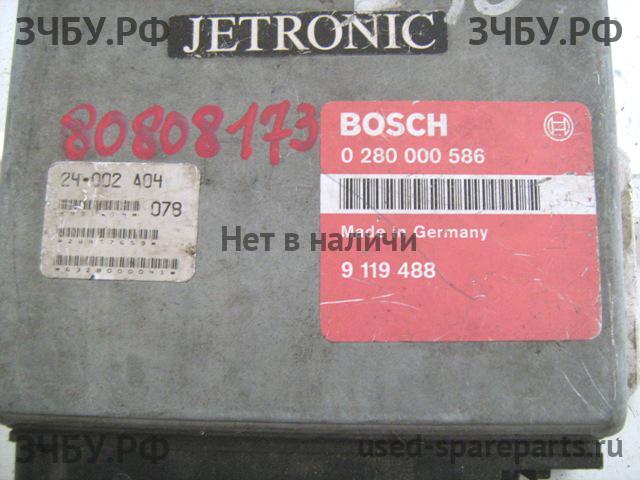 ЗЧБУ.РФ
ЗЧБУ.РФ
JETRONIC
80808173
BOSCH
0 280 000 586
24•002 A04
078
Made in Germany
Нет в наличи
9 119 488
ЗЧБУ.РФ
used-spareparts.ru